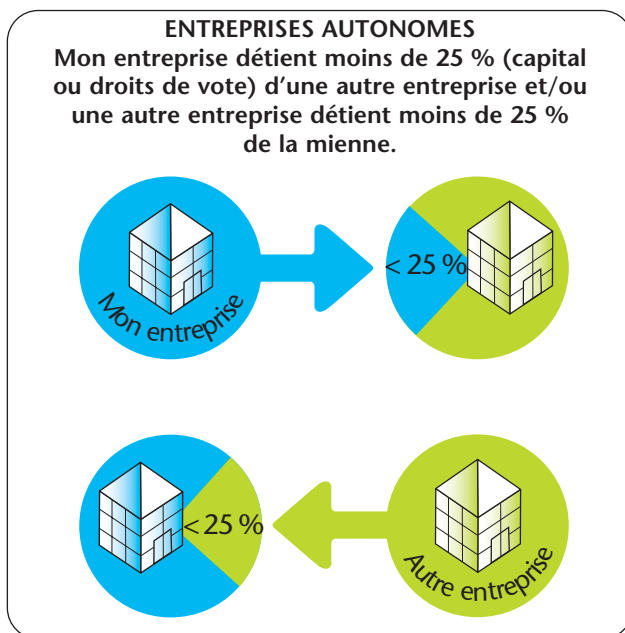 ENTREPRISES AUTONOMES
Mon entreprise détient moins de 25 % (capital
ou droits de vote) d’une autre entreprise et/ou
une autre entreprise détient moins de 25 %
de la mienne.
< 25 %
Mon entreprise
< 25 %
Autre entreprise